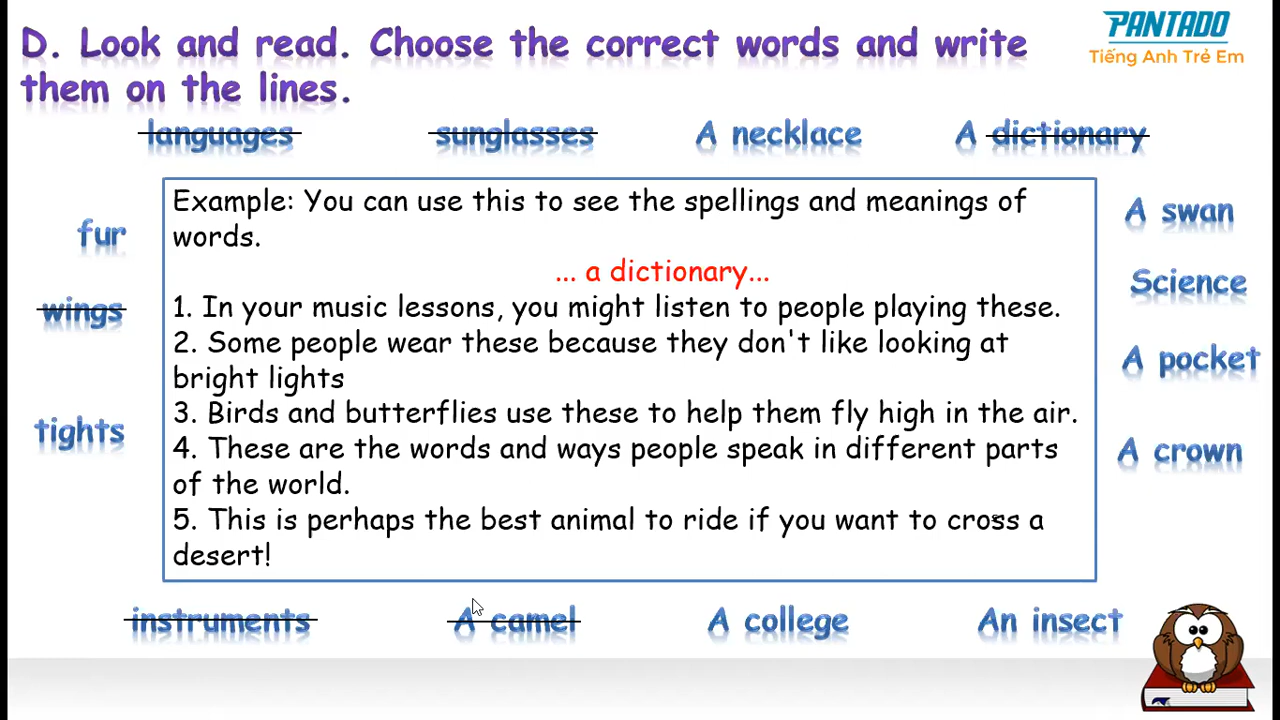 D. Look and read. Choose the correct words and write
them on the lines.
PANTADO
Tiếng Anh Trẻ Em
languages
sunglasses
A necklace
A dictionary
fur
wings
tights
Example: You can use this to see the spellings and meanings of
words.
... a dictionary...
1. In your music lessons, you might listen to people playing these.
2. Some people wear these because they don't like looking at
bright lights
3. Birds and butterflies use these to help them fly high in the air.
4. These are the words and ways people speak in different parts
of the world.
5. This is perhaps the best animal to ride if you want to cross a
desert!
A swan
Science
A pocket
A crown
instruments
A camel
A college
An insect